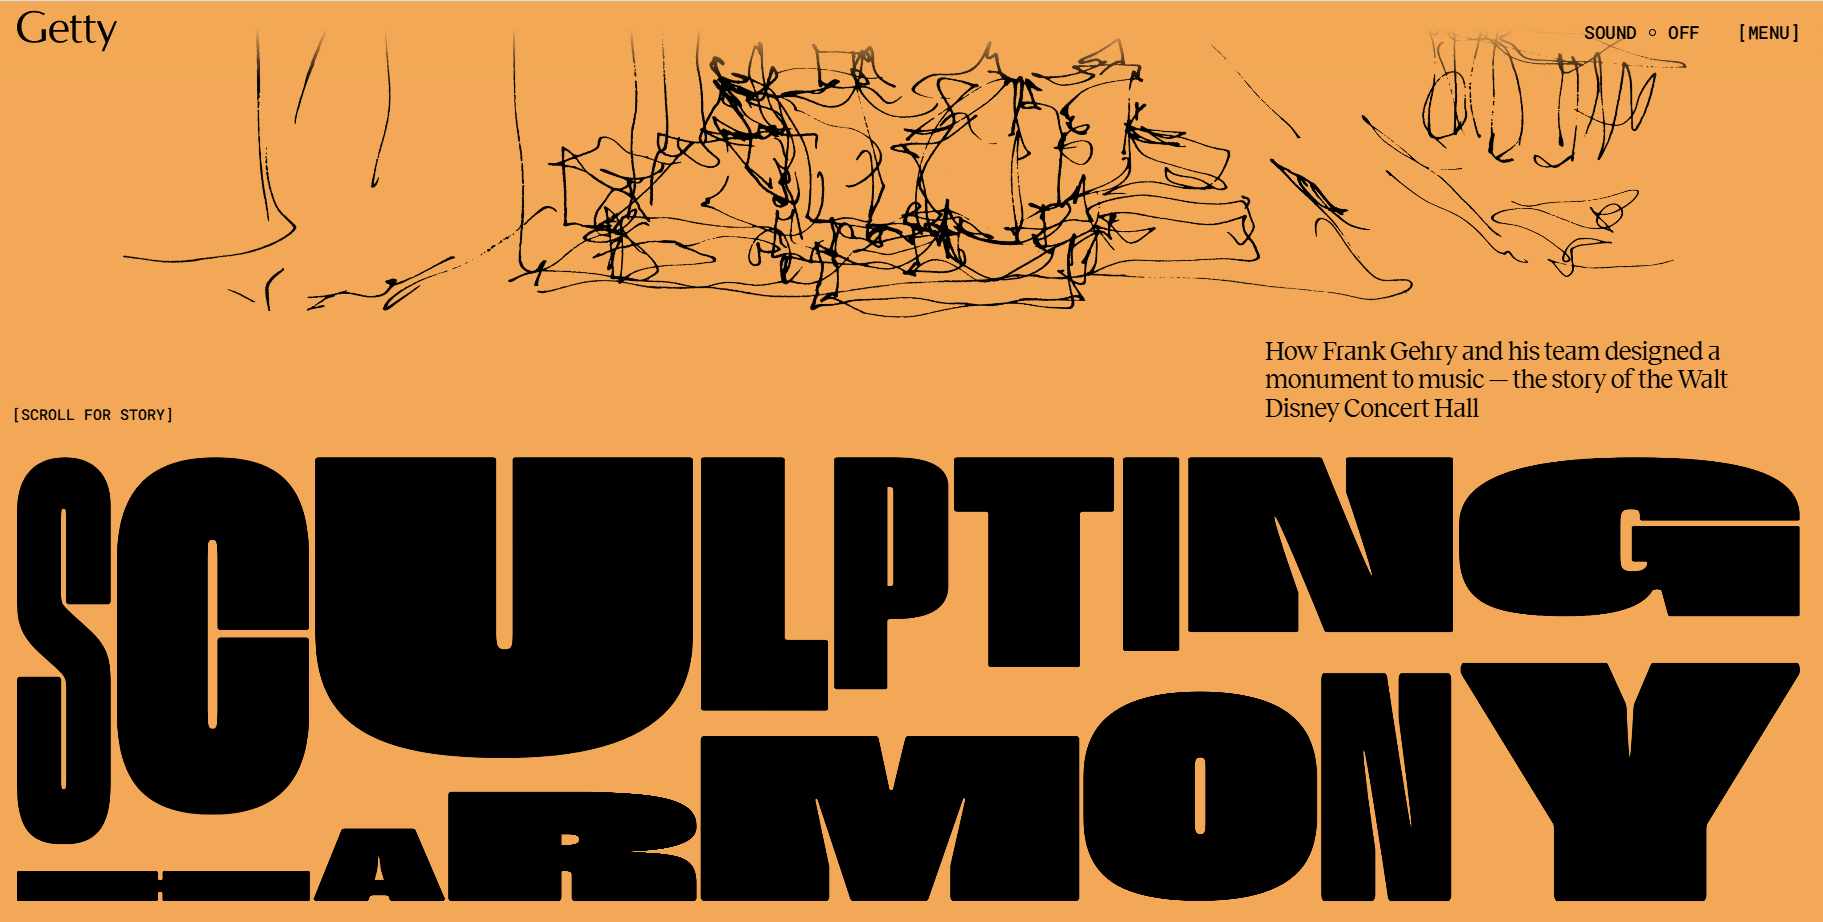 Getty
SOUND ○ OFF [MENU]
How Frank Gehry and his team designed a
monument to music — the story of the Walt
Disney Concert Hall
[SCROLL FOR STORY]
SCULPTING
HARMONY